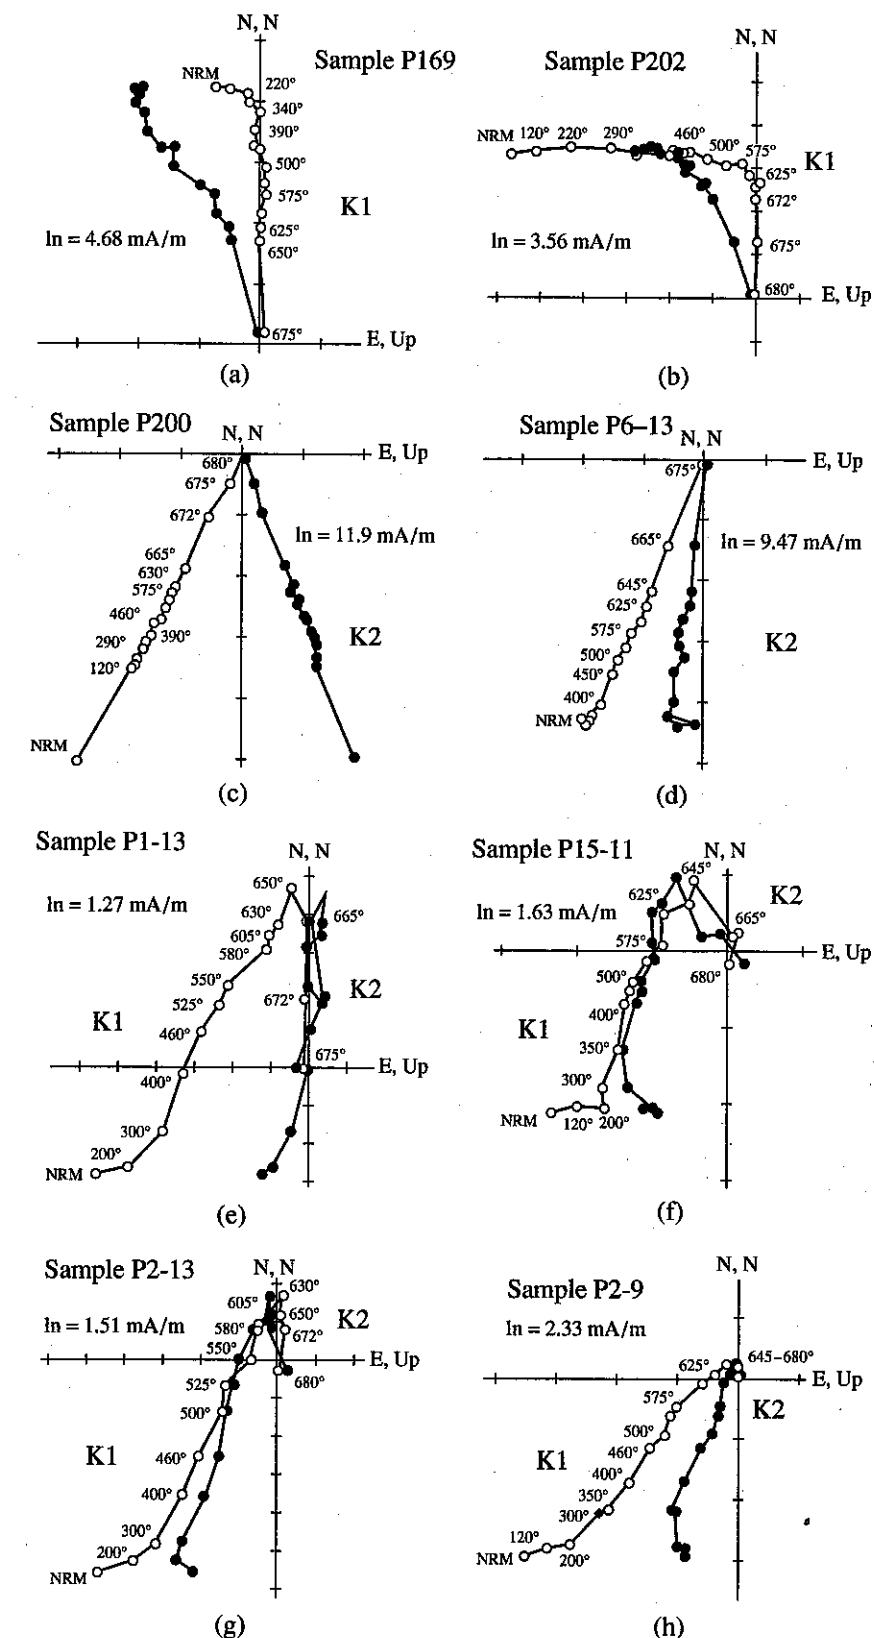 N, N
Sample P169
NRM
220°
340°
390°
500°
575°
K1
625°
650°
ln = 4.68 mA/m
675°
E, Up
(a)
N, N
Sample P202
NRM
120°
220°
290°
460°
500°
575°
K1
625°
672°
ln = 3.56 mA/m
675°
680°
E, Up
(b)
Sample P200
N, N
E, Up
680°
675°
672°
ln = 11.9 mA/m
665°
630°
575°
460°
390°
K2
290°
120°
NRM
(c)
Sample P6–13
N, N
E, Up
675°
665°
ln = 9.47 mA/m
645°
625°
575°
K2
500°
450°
400°
NRM
(d)
Sample P1-13
N, N
ln = 1.27 mA/m
650°
630°
665°
605°
580°
550°
525°
672°
K2
K1
460°
675°
E, Up
400°
300°
200°
NRM
(e)
Sample P15-11
N, N
645°
625°
K2
ln = 1.63 mA/m
665°
575°
E, Up
500°
680°
400°
K1
350°
300°
NRM
120°
200°
(f)
Sample P2-13
N, N
630°
605°
ln = 1.51 mA/m
580°
650°
K2
672°
550°
E, Up
525°
680°
500°
K1
460°
400°
300°
200°
NRM
(g)
N, N
Sample P2-9
ln = 2.33 mA/m
625°
645–680°
E, Up
575°
K2
500°
460°
K1
400°
350°
300°
120°
NRM
200°
(h)